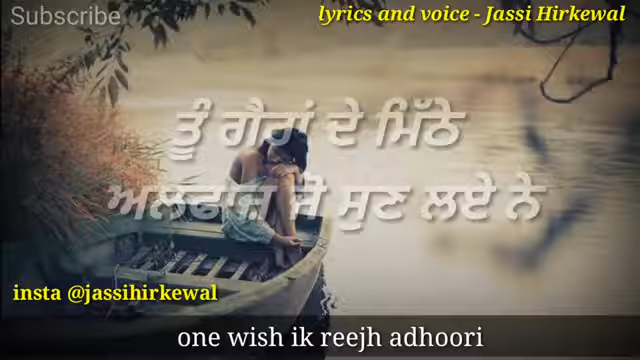 Subscribe
lyrics and voice - Jassi Hirkewal
ਤੂੰ ਗੈਰਾਂ ਦੇ ਮਿੱਠੇ
ਅਲਫਾਜ ਜੋ ਸੁਣ ਲਏ ਨੇ
insta @jassihirkewal
one wish ik reejh adhoori